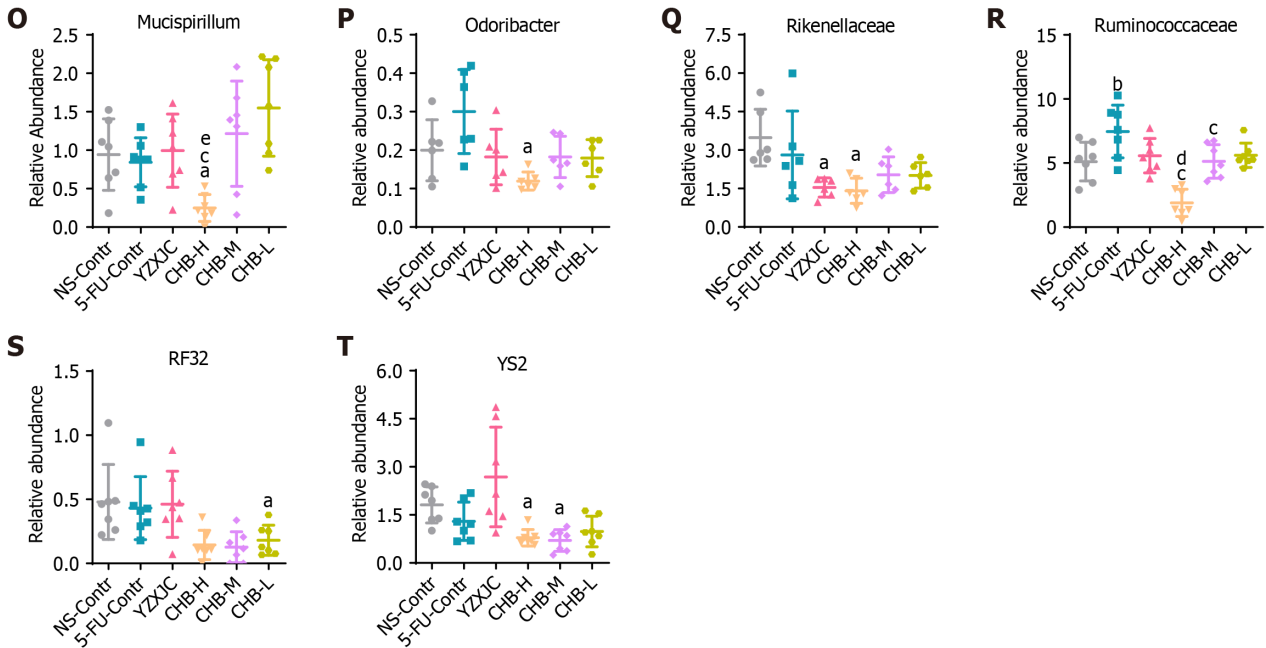 O Mucispirillum
Relative Abundance
2.5
2.0
1.5
1.0
0.5
0.0
e
c
a
NS-Contr
5-FU-Contr
YZXJC
CHB-H
CHB-M
CHB-L
P Odoribacter
Relative abundance
0.5
0.4
0.3
0.2
0.1
0.0
a
NS-Contr
5-FU-Contr
YZXJC
CHB-H
CHB-M
CHB-L
Q Rikenellaceae
Relative abundance
7.5
6.0
4.5
3.0
1.5
0.0
a
a
NS-Contr
5-FU-Contr
YZXJC
CHB-H
CHB-M
CHB-L
R Ruminococcaceae
Relative abundance
15
10
5
0
b
d
c
c
NS-Contr
5-FU-Contr
YZXJC
CHB-H
CHB-M
CHB-L
S RF32
Relative abundance
1.5
1.0
0.5
0.0
a
NS-Contr
5-FU-Contr
YZXJC
CHB-H
CHB-M
CHB-L
T YS2
Relative abundance
6.0
4.5
3.0
1.5
0.0
a
a
NS-Contr
5-FU-Contr
YZXJC
CHB-H
CHB-M
CHB-L